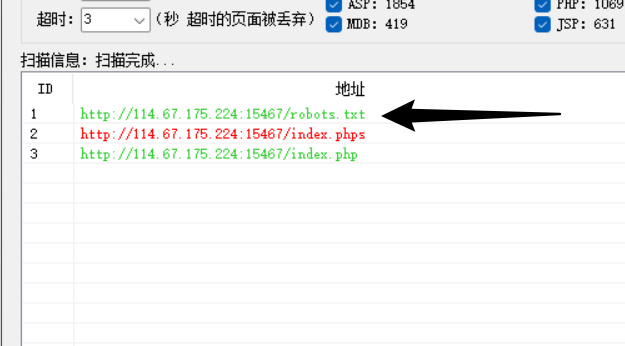 ASP: 1854
PHP: 1069
超时: 3 (秒 超时的页面被丢弃)
MDB: 419
JSP: 631
扫描信息: 扫描完成...
ID 地址
1 http://114.67.175.224:15467/robots.txt
2 http://114.67.175.224:15467/index.phps
3 http://114.67.175.224:15467/index.php